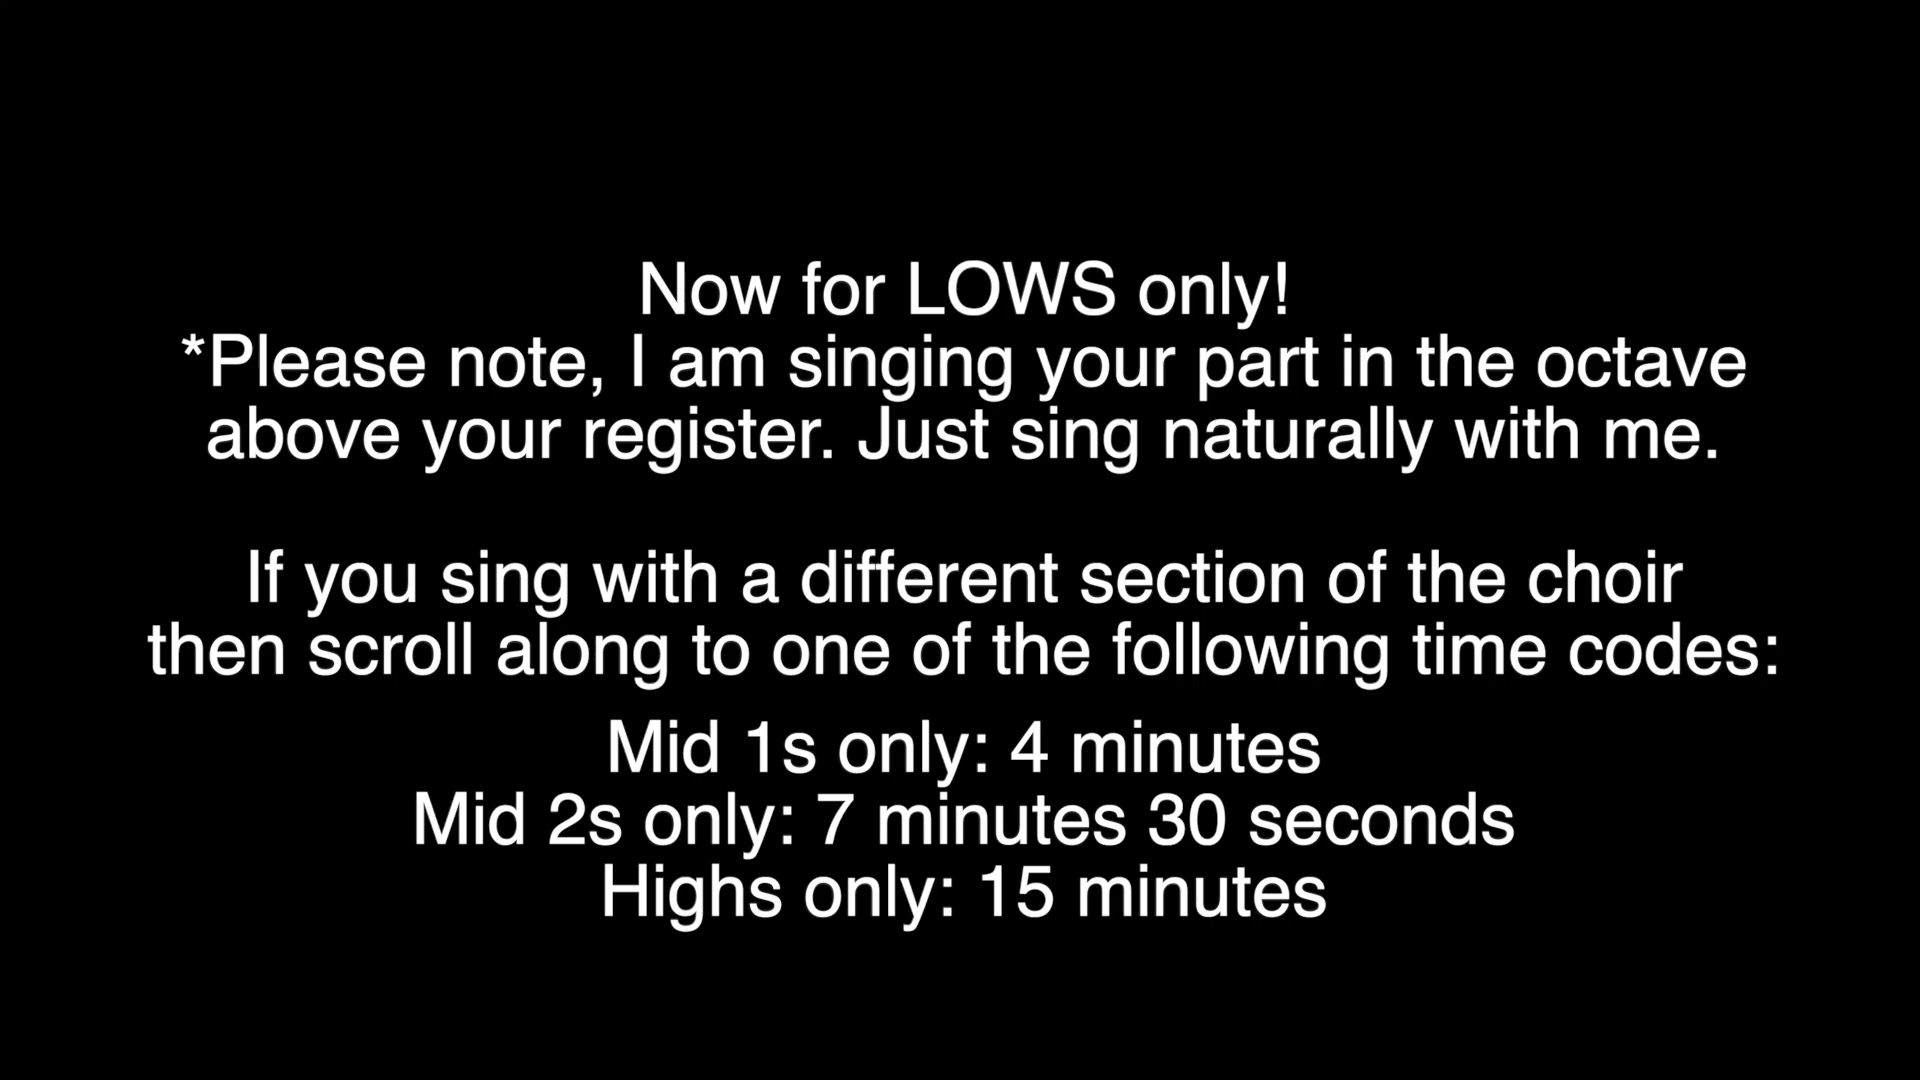 Now for LOWS only!
*Please note, I am singing your part in the octave
above your register. Just sing naturally with me.
If you sing with a different section of the choir
then scroll along to one of the following time codes:
Mid 1s only: 4 minutes
Mid 2s only: 7 minutes 30 seconds
Highs only: 15 minutes